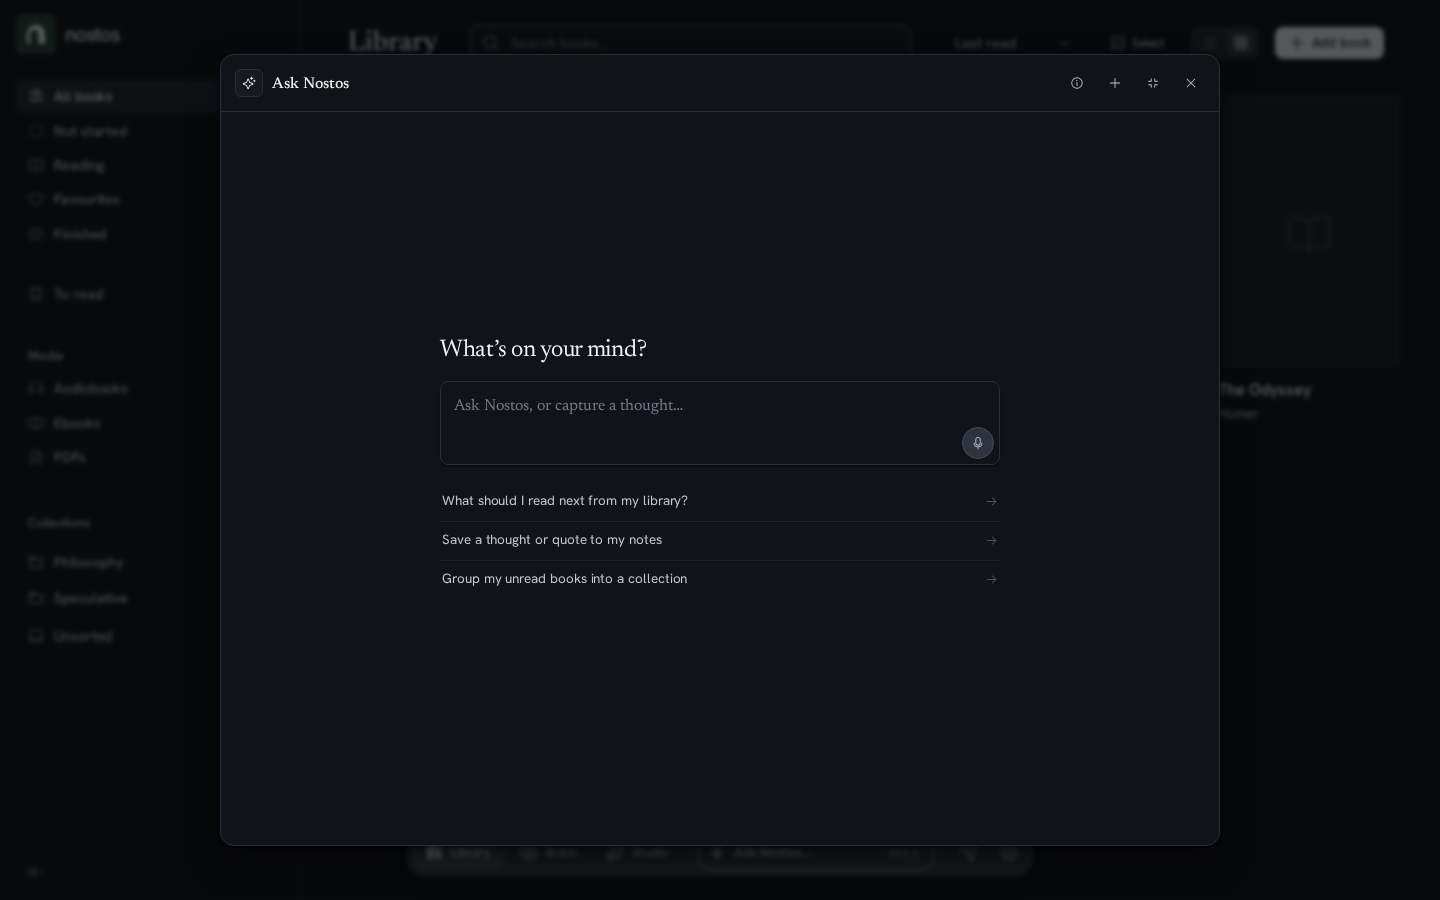 nostos
Library
Search books...
Last read
Select
Add book
All books
Not started
Reading
Favourites
Finished
To read
Media
Audiobooks
Ebooks
PDFs
Collections
Philosophy
Speculative
Unsorted
Ask Nostos
What's on your mind?
Ask Nostos, or capture a thought...
What should I read next from my library?
Save a thought or quote to my notes
Group my unread books into a collection
The Odyssey
Homer
Library
Brain
Studio
Ask Nostos...